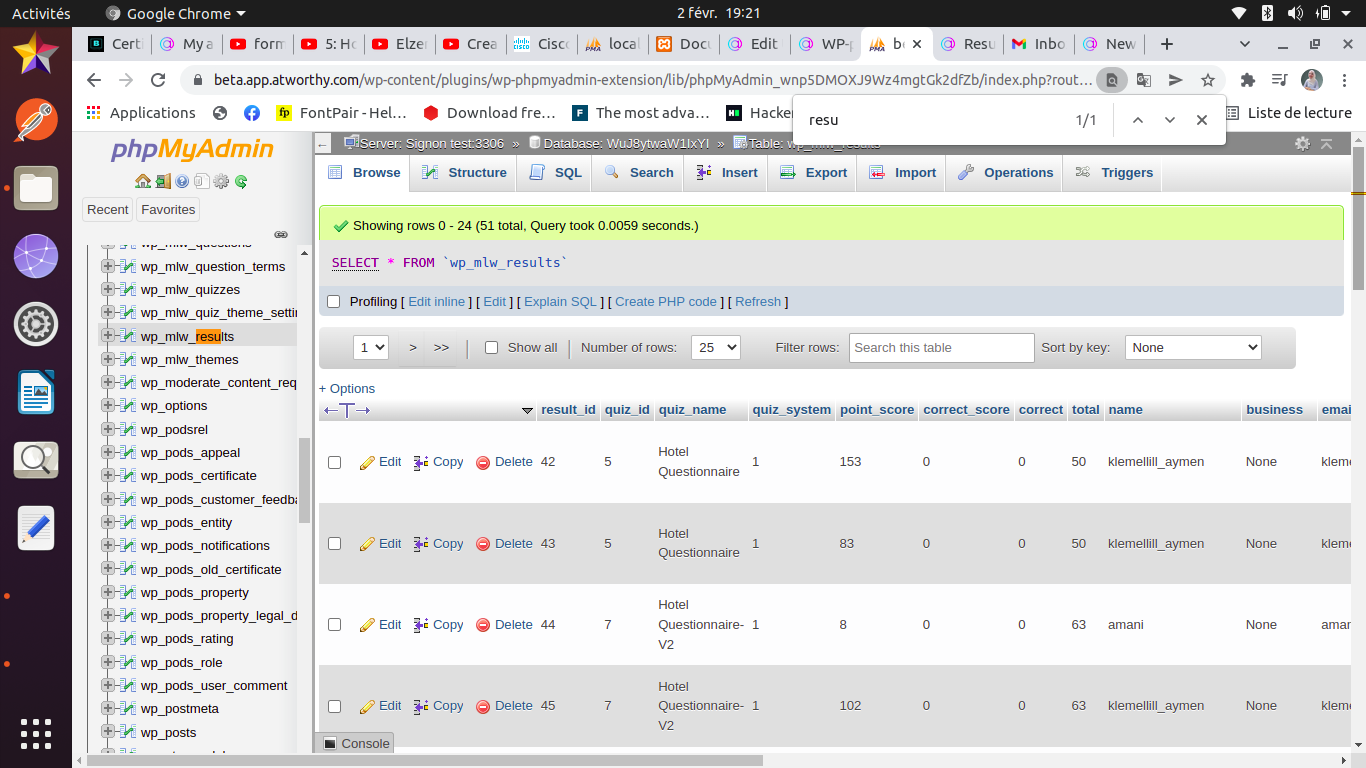 Activités Google Chrome 2 févr. 19:21
Certi My a form 5: Ho Elzer Crea Cisco local Docu Edit WP-p be Resu Inbo New
beta.app.atworthy.com/wp-content/plugins/wp-phpmyadmin-extension/lib/phpMyAdmin_wnp5DMOXJ9Wz4mgtGk2dfZb/index.php?rout…
Applications fp FontPair - Hel… Download fre… The most adva… Hacker Liste de lecture
resu 1/1
phpMyAdmin
Recent Favorites
wp_mlw_questions
wp_mlw_question_terms
wp_mlw_quizzes
wp_mlw_quiz_theme_settin
wp_mlw_results
wp_mlw_themes
wp_moderate_content_req
wp_options
wp_podsrel
wp_pods_appeal
wp_pods_certificate
wp_pods_customer_feedba
wp_pods_entity
wp_pods_notifications
wp_pods_old_certificate
wp_pods_property
wp_pods_property_legal_d
wp_pods_rating
wp_pods_role
wp_pods_user_comment
wp_postmeta
wp_posts
Server: Signon test:3306 » Database: WuJ8ytwaW1IxYI » Table: wp_mlw_results
Browse Structure SQL Search Insert Export Import Operations Triggers
Showing rows 0 - 24 (51 total, Query took 0.0059 seconds.)
SELECT * FROM `wp_mlw_results`
Profiling [ Edit inline ] [ Edit ] [ Explain SQL ] [ Create PHP code ] [ Refresh ]
1 > >> Show all Number of rows: 25 Filter rows: Search this table Sort by key: None
+ Options
result_id quiz_id quiz_name quiz_system point_score correct_score correct total name business emai
Edit Copy Delete 42 5 Hotel Questionnaire 1 153 0 0 50 klemellill_aymen None kleme
Edit Copy Delete 43 5 Hotel Questionnaire 1 83 0 0 50 klemellill_aymen None kleme
Edit Copy Delete 44 7 Hotel Questionnaire-V2 1 8 0 0 63 amani None amar
Edit Copy Delete 45 7 Hotel Questionnaire-V2 1 102 0 0 63 klemellill_aymen None kleme
Console